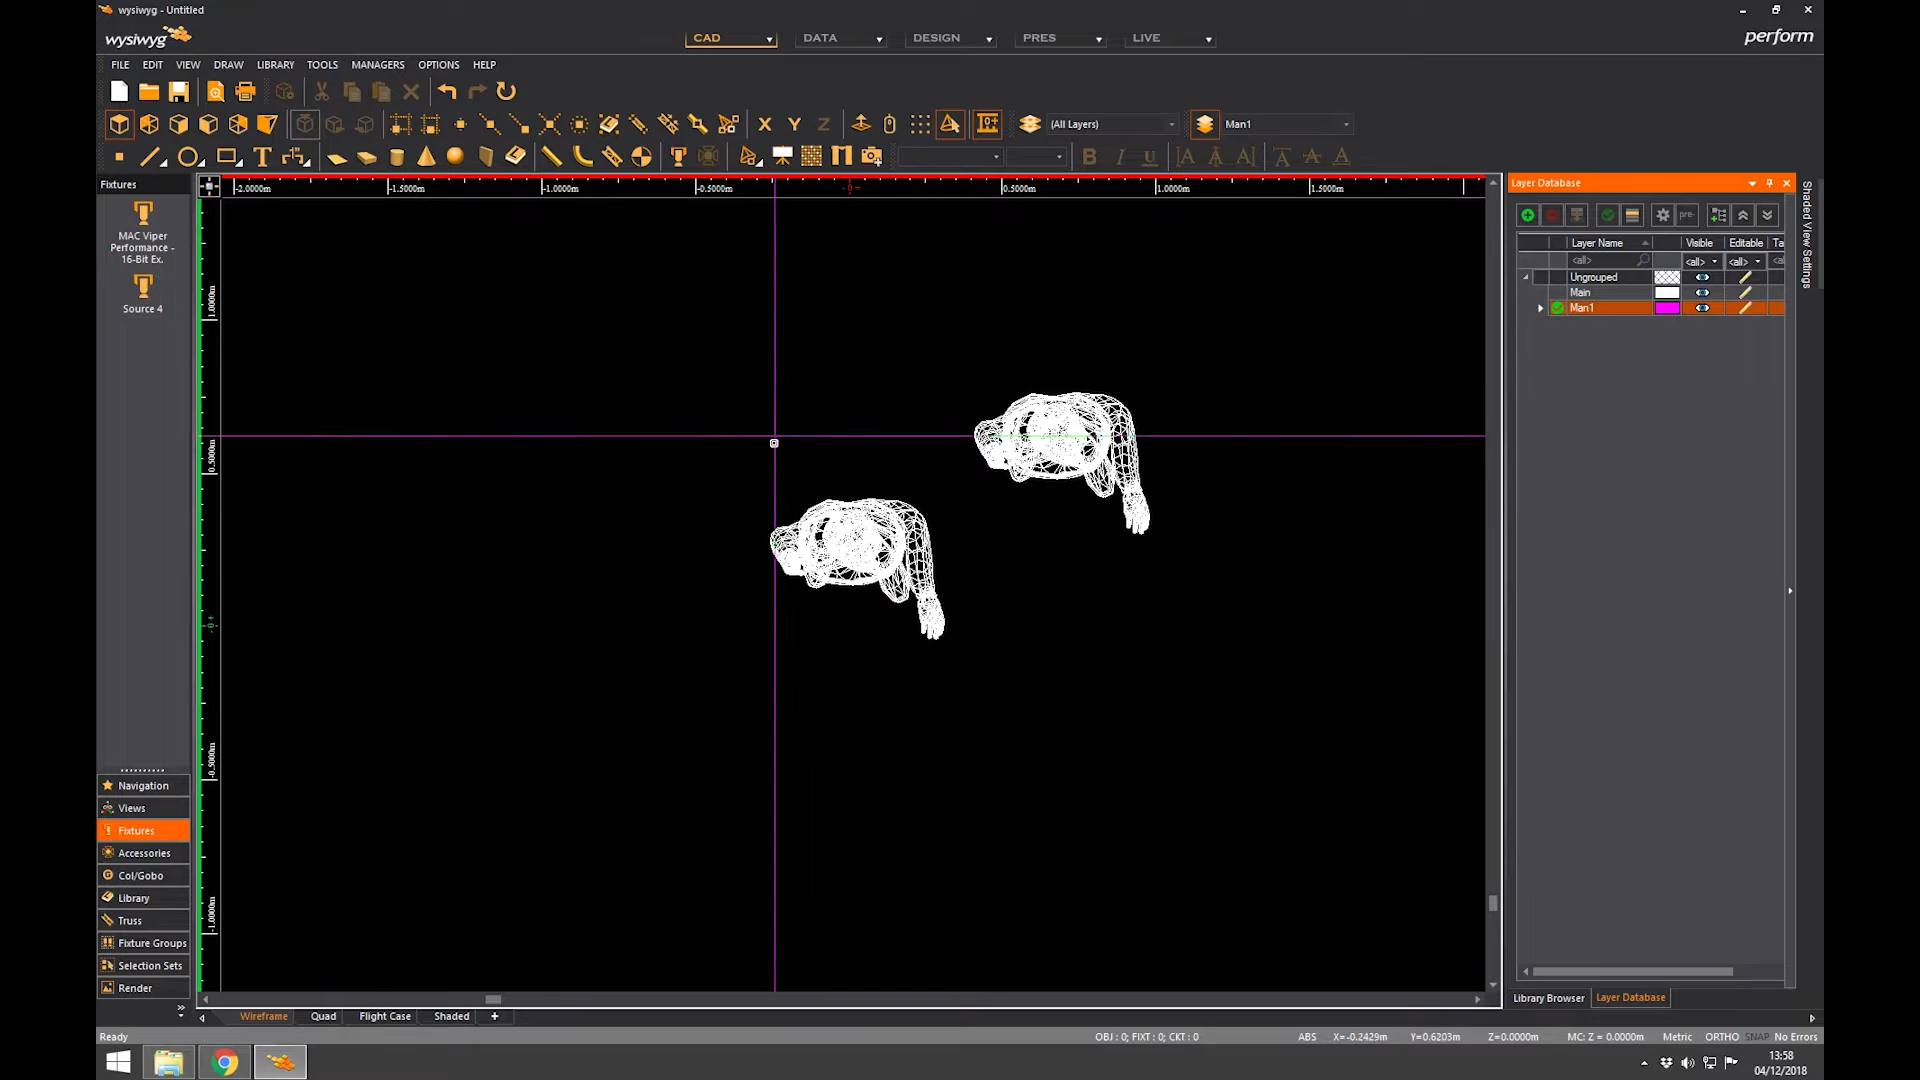 wysiwyg - Untitled
wysiwyg
CAD DATA DESIGN PRES LIVE
perform
FILE EDIT VIEW DRAW LIBRARY TOOLS MANAGERS OPTIONS HELP
X Y Z
(All Layers)
Man1
T
B I U A A A A A A
Fixtures
MAC Viper
Performance -
16-Bit Ex.
Source 4
-2.0000m -1.5000m -1.0000m -0.5000m -0+ 0.5000m 1.0000m 1.5000m
1.0000m
0.5000m
-0+
-0.5000m
-1.0000m
Layer Database
pre-
Layer Name Visible Editable Ta
<all> <all> <all> <all>
Ungrouped
Main
Man1
Shaded View Settings
Navigation
Views
Fixtures
Accessories
Col/Gobo
Library
Truss
Fixture Groups
Selection Sets
Render
Library Browser Layer Database
Wireframe Quad Flight Case Shaded +
Ready
OBJ : 0; FIXT : 0; CKT : 0 ABS X=-0.2429m Y=0.6203m Z=0.0000m MC: Z = 0.0000m Metric ORTHO SNAP No Errors
13:58
04/12/2018